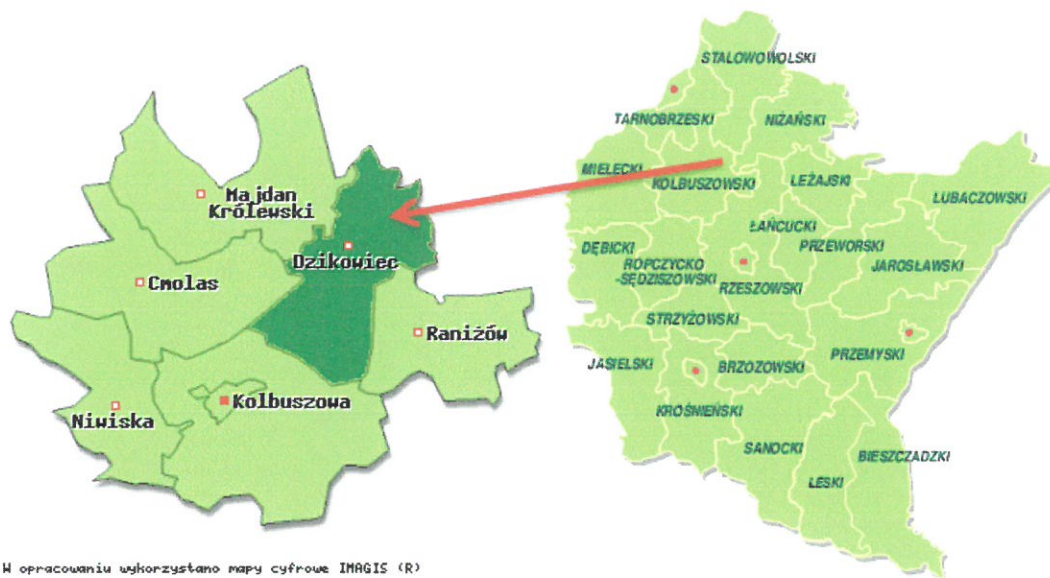 Majdan
Królewski
Dzikowiec
Cmolas
Raniżów
Kolbuszowa
Niwiska
STALOWOWOLSKI
TARNOBRZESKI
NIŻAŃSKI
MIELECKI
KOLBUSZOWSKI
LEŻAJSKI
LUBACZOWSKI
ŁAŃCUCKI
DĘBICKI
ROPCZYCKO
-SĘDZISZOWSKI
PRZEWORSKI
JAROSŁAWSKI
RZESZOWSKI
STRZYŻOWSKI
JASIELSKI
BRZOZOWSKI
PRZEMYSKI
KROŚNIEŃSKI
SANOCKI
BIESZCZADZKI
LESKI
W opracowaniu wykorzystano mapy cyfrowe IMAGIS (R)